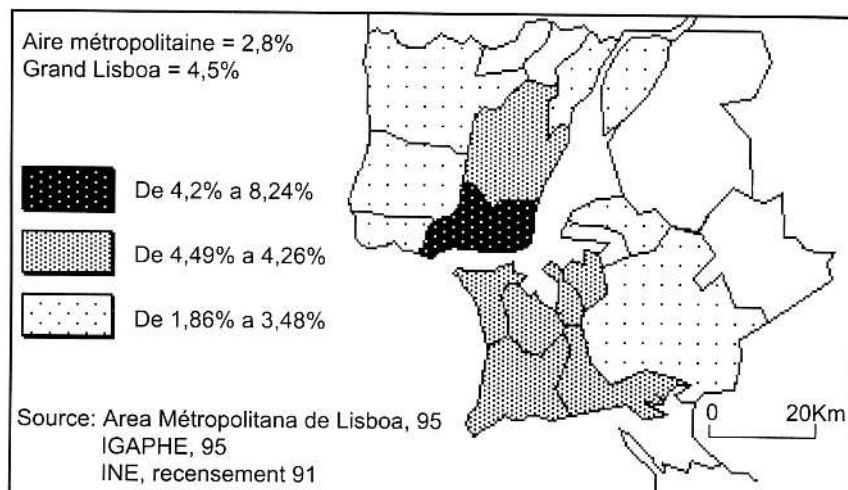 Aire métropolitaine = 2,8%
Grand Lisboa = 4,5%
De 4,2% a 8,24%
De 4,49% a 4,26%
De 1,86% a 3,48%
Source: Area Métropolitana de Lisboa, 95
IGAPHE, 95
INE, recensement 91
0 20Km